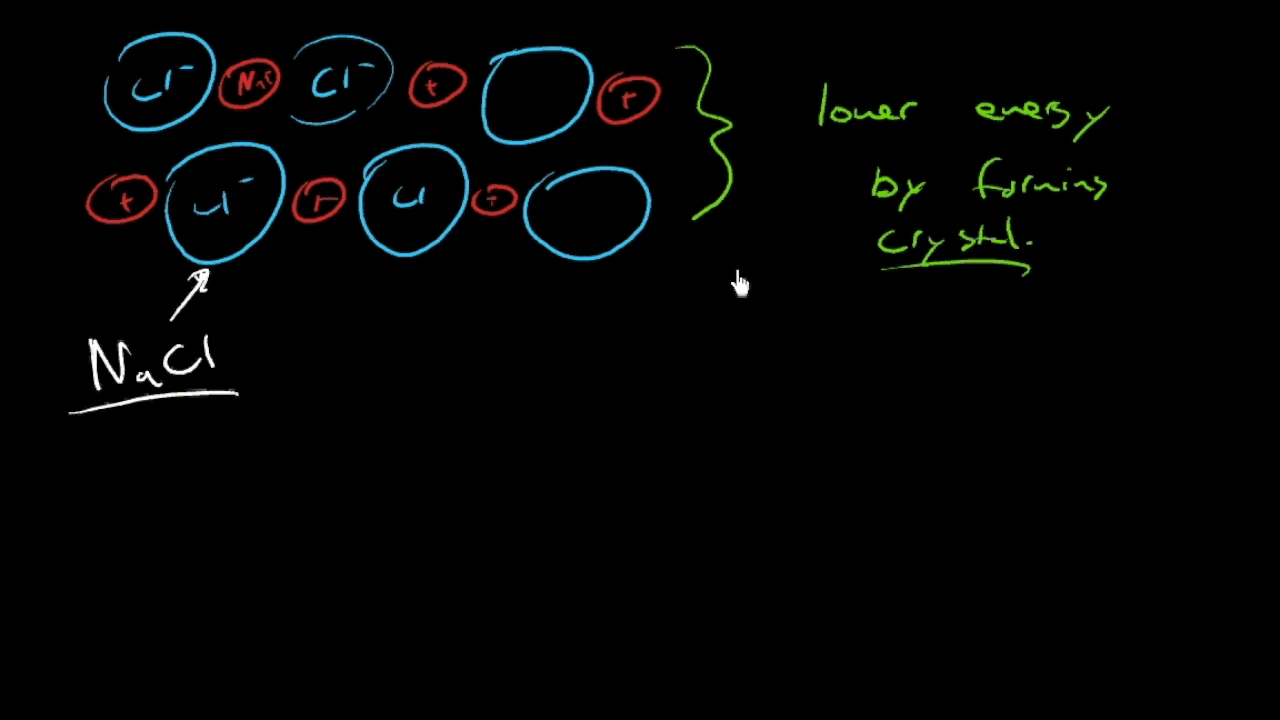 Cl⁻ Na⁺ Cl⁻ + +
+ Cl⁻ + Cl +
lower energy
by forming
crystal.
NaCl